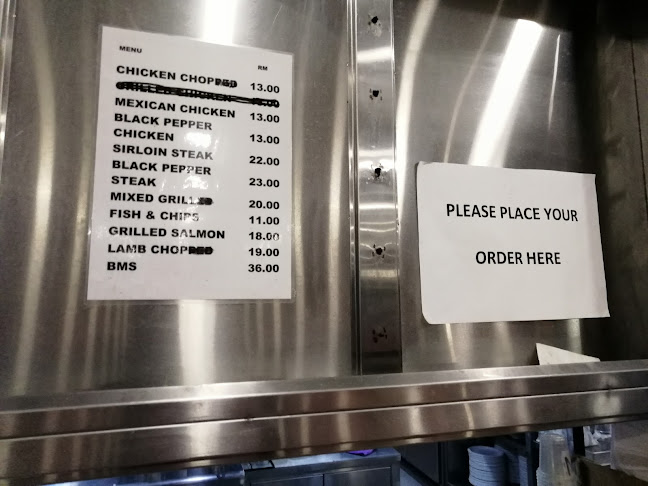 MENU RM
CHICKEN CHOPPED 13.00
GRILLED CHICKEN
MEXICAN CHICKEN 13.00
BLACK PEPPER
CHICKEN 13.00
SIRLOIN STEAK 22.00
BLACK PEPPER
STEAK 23.00
MIXED GRILLED 20.00
FISH & CHIPS 11.00
GRILLED SALMON 18.00
LAMB CHOPPED 19.00
BMS 36.00
PLEASE PLACE YOUR
ORDER HERE